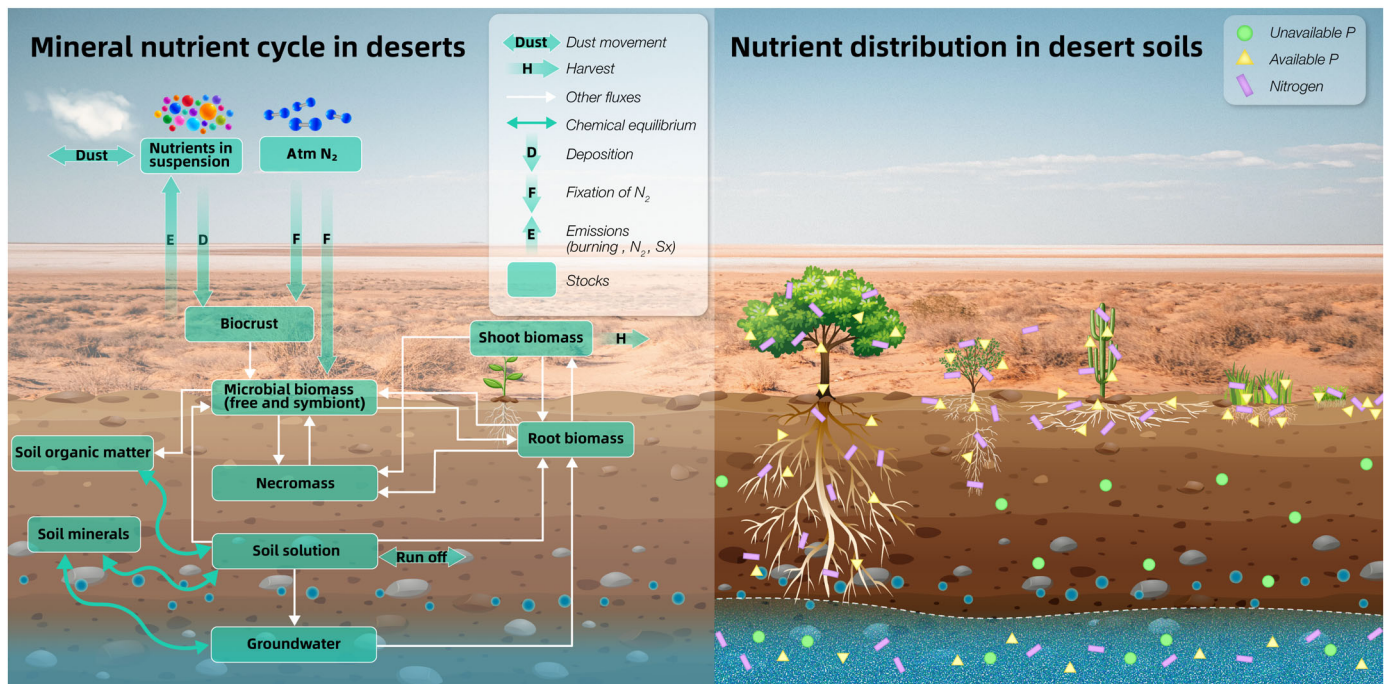 Mineral nutrient cycle in deserts
Dust
Nutrients in
suspension
Atm N₂
E
D
F
F
Dust
Dust movement
H
Harvest
Other fluxes
Chemical equilibrium
D
Deposition
F
Fixation of N₂
E
Emissions
(burning , N₂, Sx)
Stocks
Biocrust
Shoot biomass
H
Microbial biomass
(free and symbiont)
Root biomass
Soil organic matter
Necromass
Soil minerals
Soil solution
Run off
Groundwater
Nutrient distribution in desert soils
Unavailable P
Available P
Nitrogen